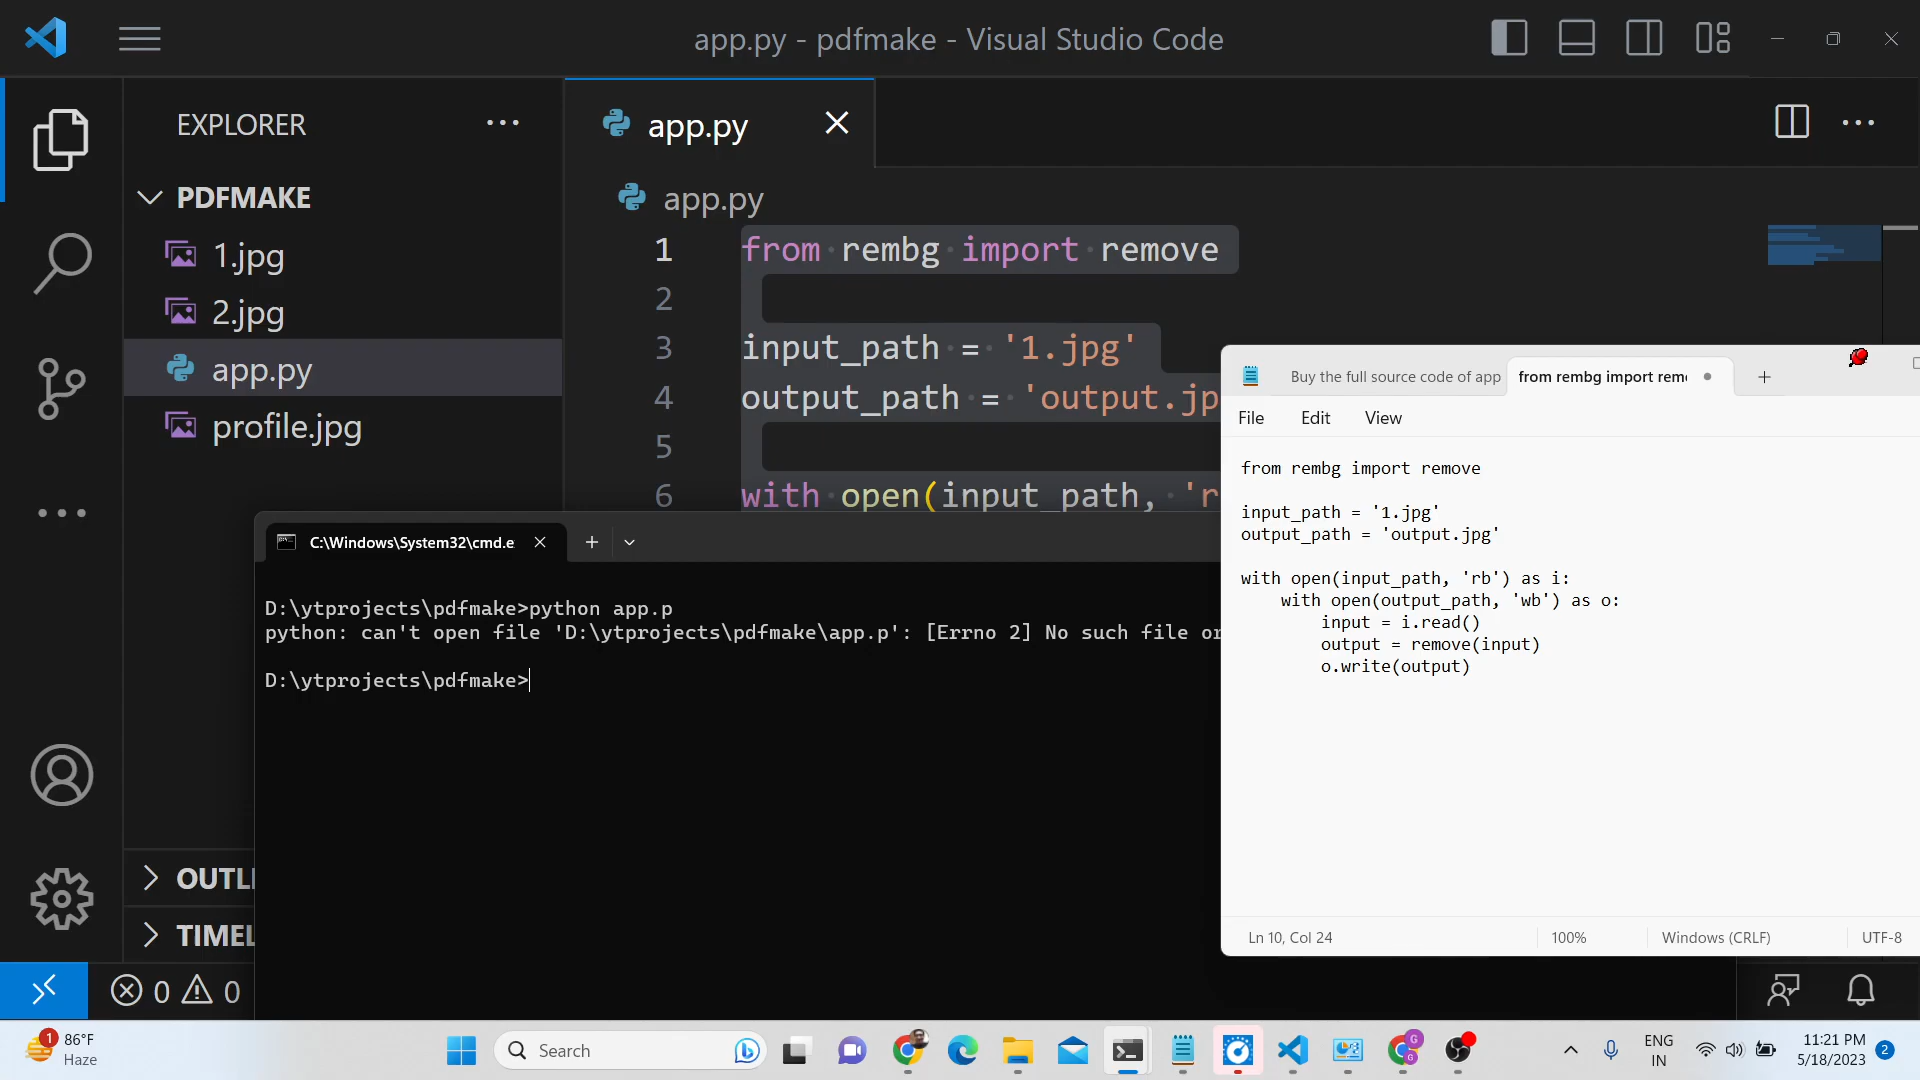 app.py - pdfmake - Visual Studio Code
EXPLORER
PDFMAKE
1.jpg
2.jpg
app.py
profile.jpg
OUTLI
TIMEL
0
0
app.py
app.py
1 from rembg import remove
2
3 input_path = '1.jpg'
4 output_path = 'output.jp
5
6 with open(input_path, 'r
C:\Windows\System32\cmd.e
D:\ytprojects\pdfmake>python app.p
python: can't open file 'D:\ytprojects\pdfmake\app.p': [Errno 2] No such file or
D:\ytprojects\pdfmake>
Buy the full source code of app
from rembg import rem
File Edit View
from rembg import remove
input_path = '1.jpg'
output_path = 'output.jpg'
with open(input_path, 'rb') as i:
    with open(output_path, 'wb') as o:
        input = i.read()
        output = remove(input)
        o.write(output)
Ln 10, Col 24
100%
Windows (CRLF)
UTF-8
1
86°F
Haze
Search
G
G
ENG
IN
11:21 PM
5/18/2023
2